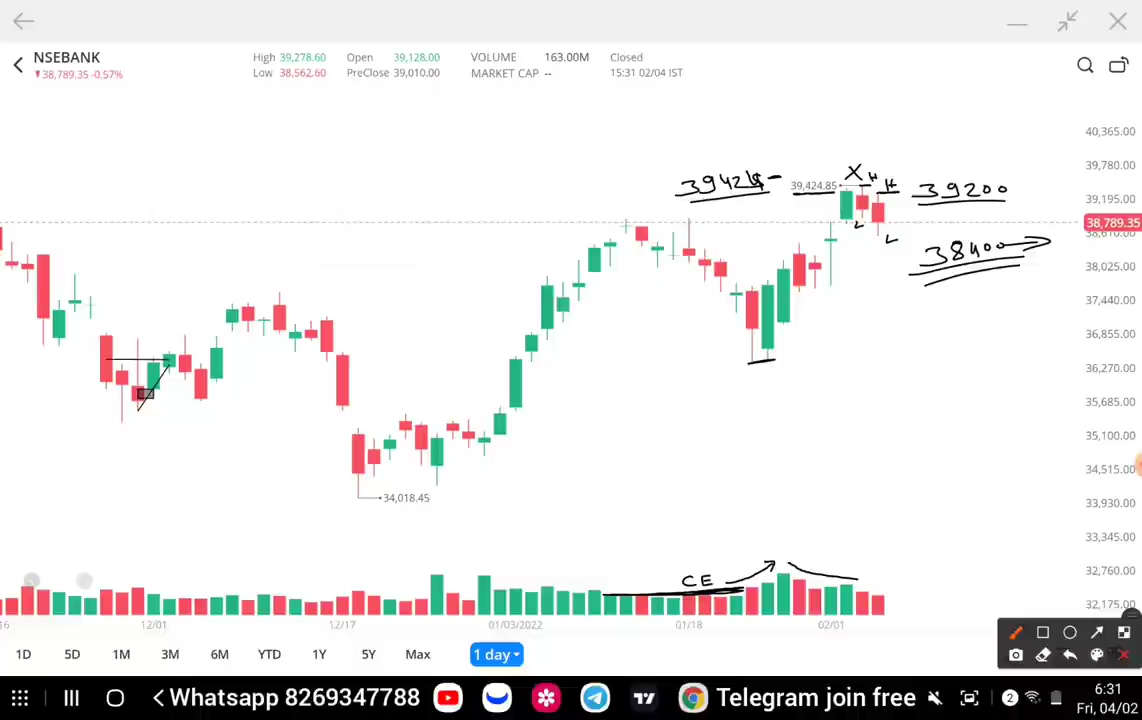 NSEBANK
▼38,789.35 -0.57%
High 39,278.60 Open 39,128.00 VOLUME 163.00M Closed
Low 38,562.60 PreClose 39,010.00 MARKET CAP -- 15:31 02/04 IST
40,365.00
39,780.00
39,195.00
38,789.35
38,610.00
38,025.00
37,440.00
36,855.00
36,270.00
35,685.00
35,100.00
34,515.00
33,930.00
33,345.00
32,760.00
32,175.00
39,424.85
X H H
39200
L L
38400
34,018.45
CE
16 12/01 12/17 01/03/2022 01/18 02/01
1D 5D 1M 3M 6M YTD 1Y 5Y Max 1 day
Whatsapp 8269347788 Telegram join free 2 6:31
Fri, 04/02